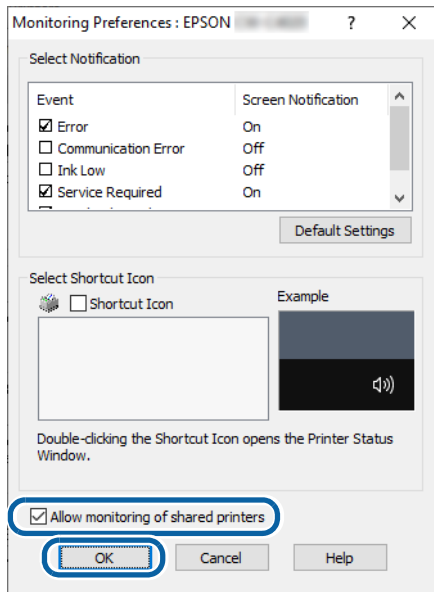 Monitoring Preferences : EPSON
Select Notification
Event Screen Notification
Error On
Communication Error Off
Ink Low Off
Service Required On
Default Settings
Select Shortcut Icon
Shortcut Icon
Example
Double-clicking the Shortcut Icon opens the Printer Status
Window.
Allow monitoring of shared printers
OK Cancel Help